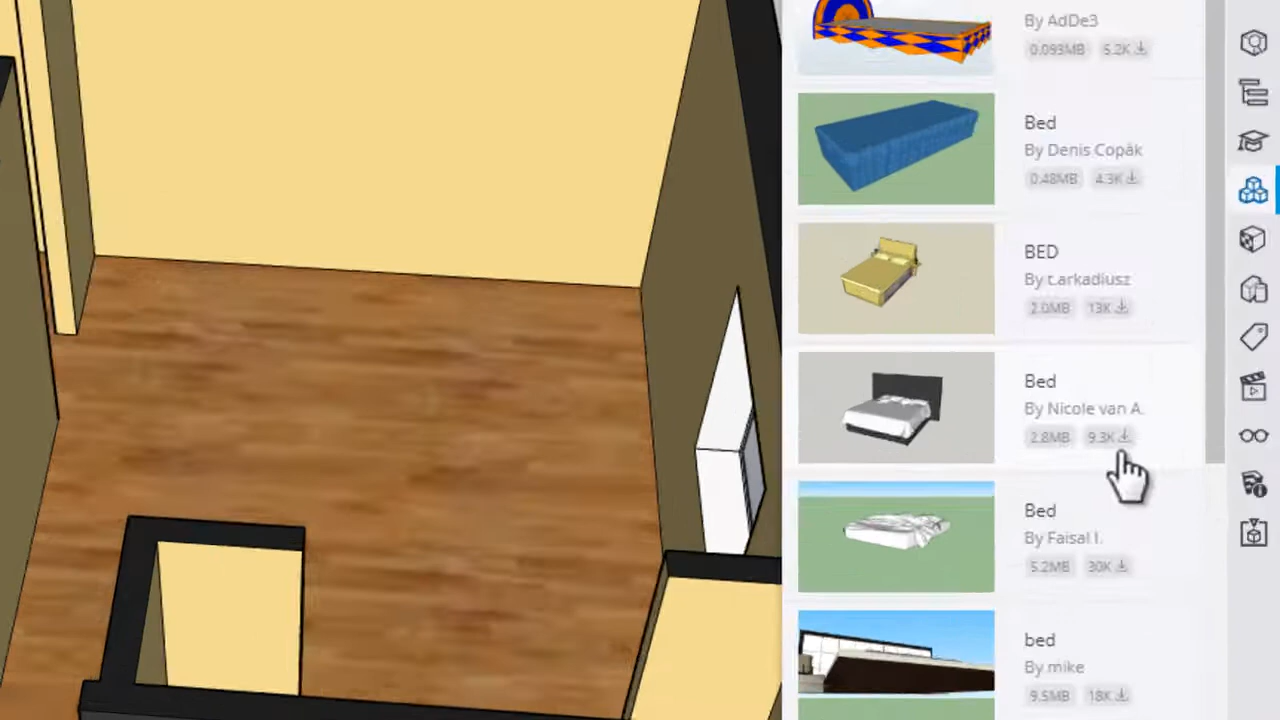 By AdDe3
0.093MB 5.2K
Bed
By Denis Copák
0.48MB 4.3K
BED
By r.arkadiusz
2.0MB 13K
Bed
By Nicole van A.
2.8MB 9.3K
Bed
By Faisal I.
5.2MB 30K
bed
By mike
9.5MB 18K